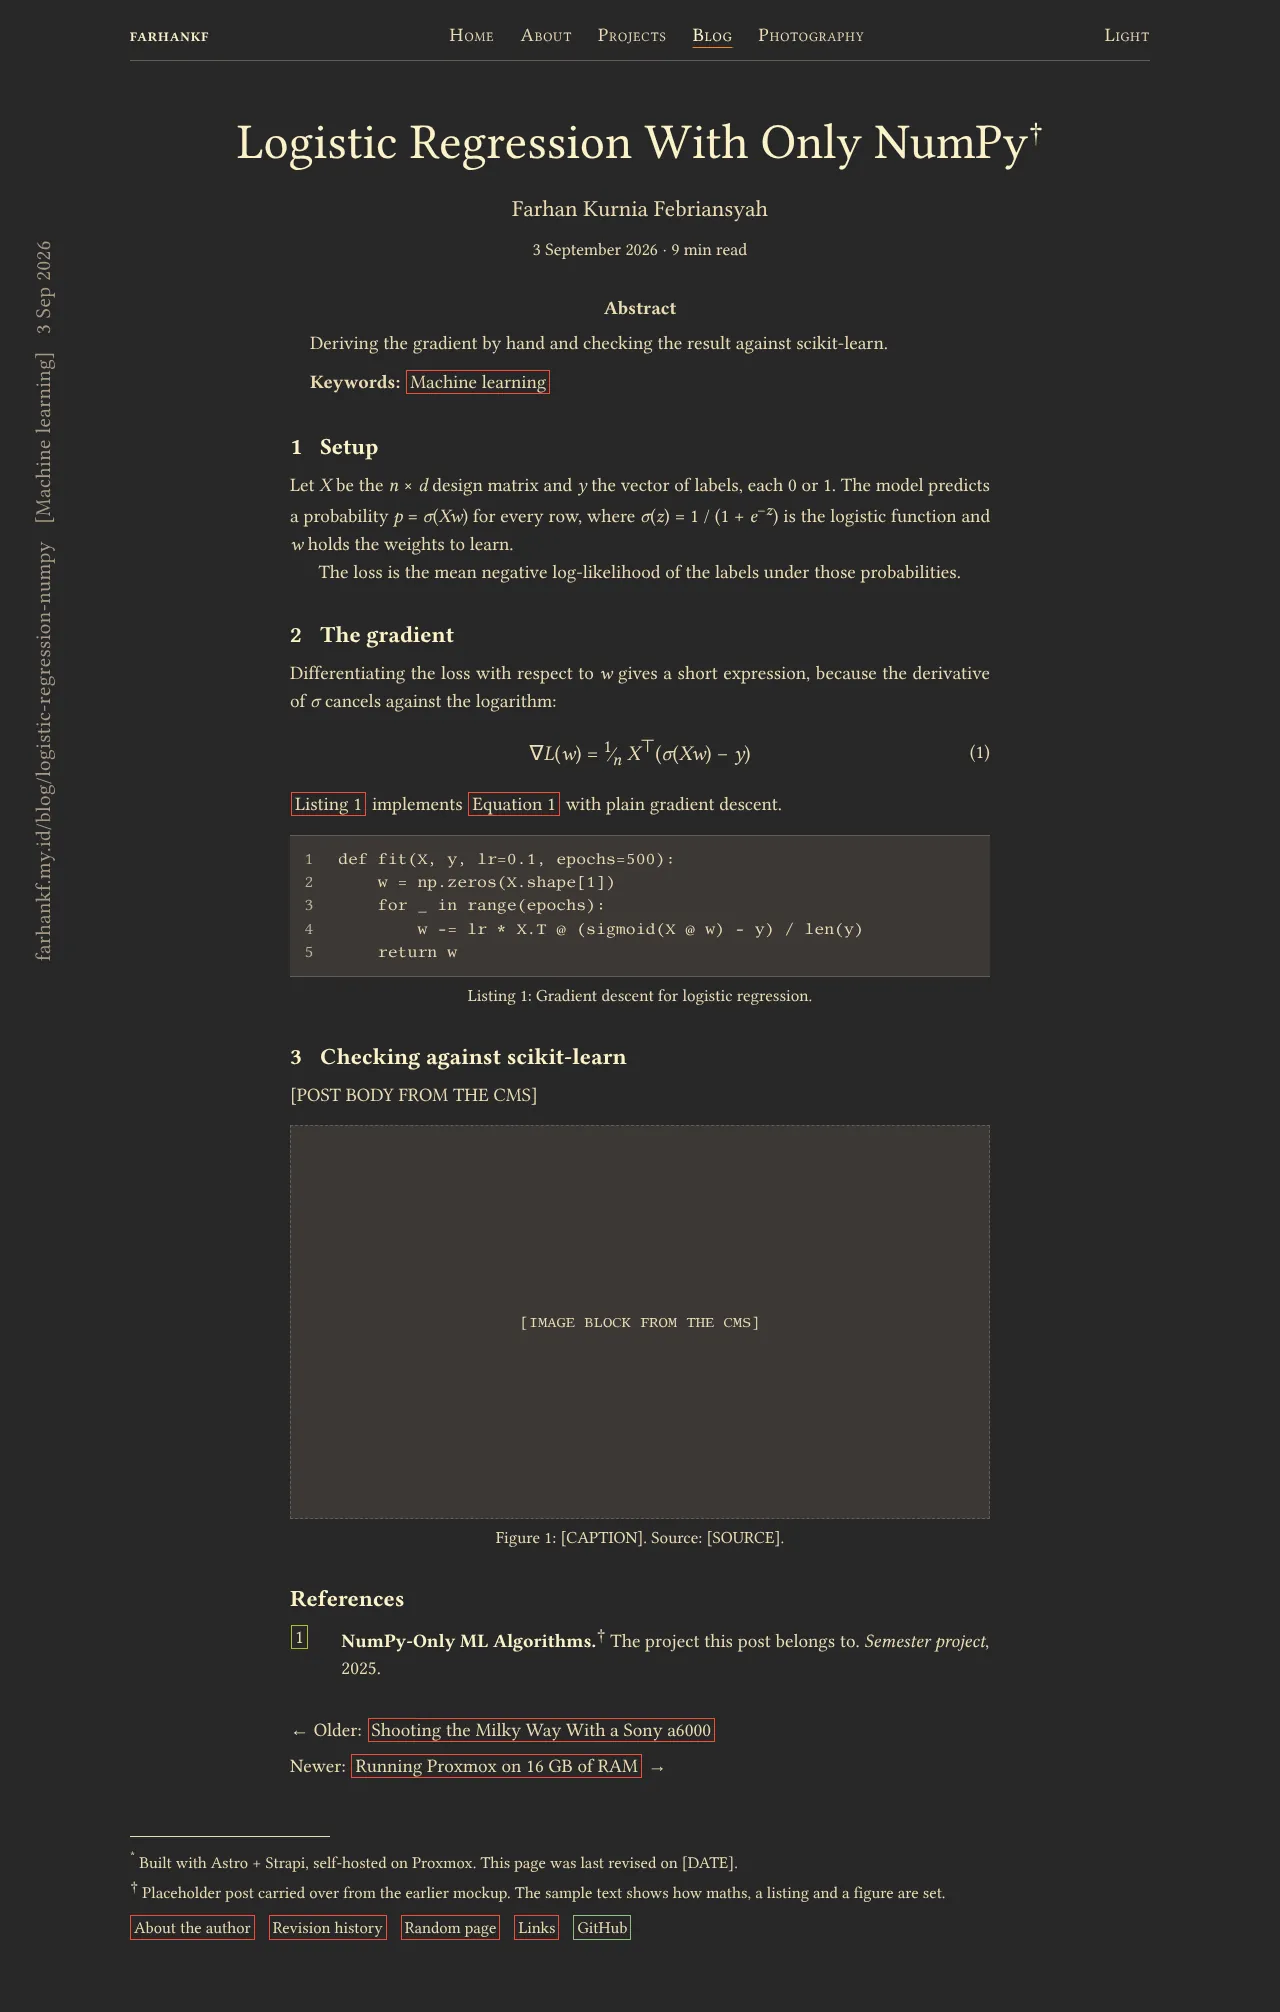 FARHANKF
Home About Projects Blog Photography
Light
Logistic Regression With Only NumPy†
Farhan Kurnia Febriansyah
3 September 2026 · 9 min read
farhankf.my.id/blog/logistic-regression-numpy [Machine learning] 3 Sep 2026
Abstract
Deriving the gradient by hand and checking the result against scikit-learn.
Keywords: Machine learning
1 Setup
Let X be the n × d design matrix and y the vector of labels, each 0 or 1. The model predicts
a probability p = σ(Xw) for every row, where σ(z) = 1 / (1 + e⁻ᶻ) is the logistic function and
w holds the weights to learn.
The loss is the mean negative log-likelihood of the labels under those probabilities.
2 The gradient
Differentiating the loss with respect to w gives a short expression, because the derivative
of σ cancels against the logarithm:
∇L(w) = 1⁄n X⊤(σ(Xw) − y) (1)
Listing 1 implements Equation 1 with plain gradient descent.
1 def fit(X, y, lr=0.1, epochs=500):
2     w = np.zeros(X.shape[1])
3     for _ in range(epochs):
4         w -= lr * X.T @ (sigmoid(X @ w) - y) / len(y)
5     return w
Listing 1: Gradient descent for logistic regression.
3 Checking against scikit-learn
[POST BODY FROM THE CMS]
[IMAGE BLOCK FROM THE CMS]
Figure 1: [CAPTION]. Source: [SOURCE].
References
1 NumPy-Only ML Algorithms.† The project this post belongs to. Semester project,
2025.
← Older: Shooting the Milky Way With a Sony a6000
Newer: Running Proxmox on 16 GB of RAM →
* Built with Astro + Strapi, self-hosted on Proxmox. This page was last revised on [DATE].
† Placeholder post carried over from the earlier mockup. The sample text shows how maths, a listing and a figure are set.
About the author Revision history Random page Links GitHub